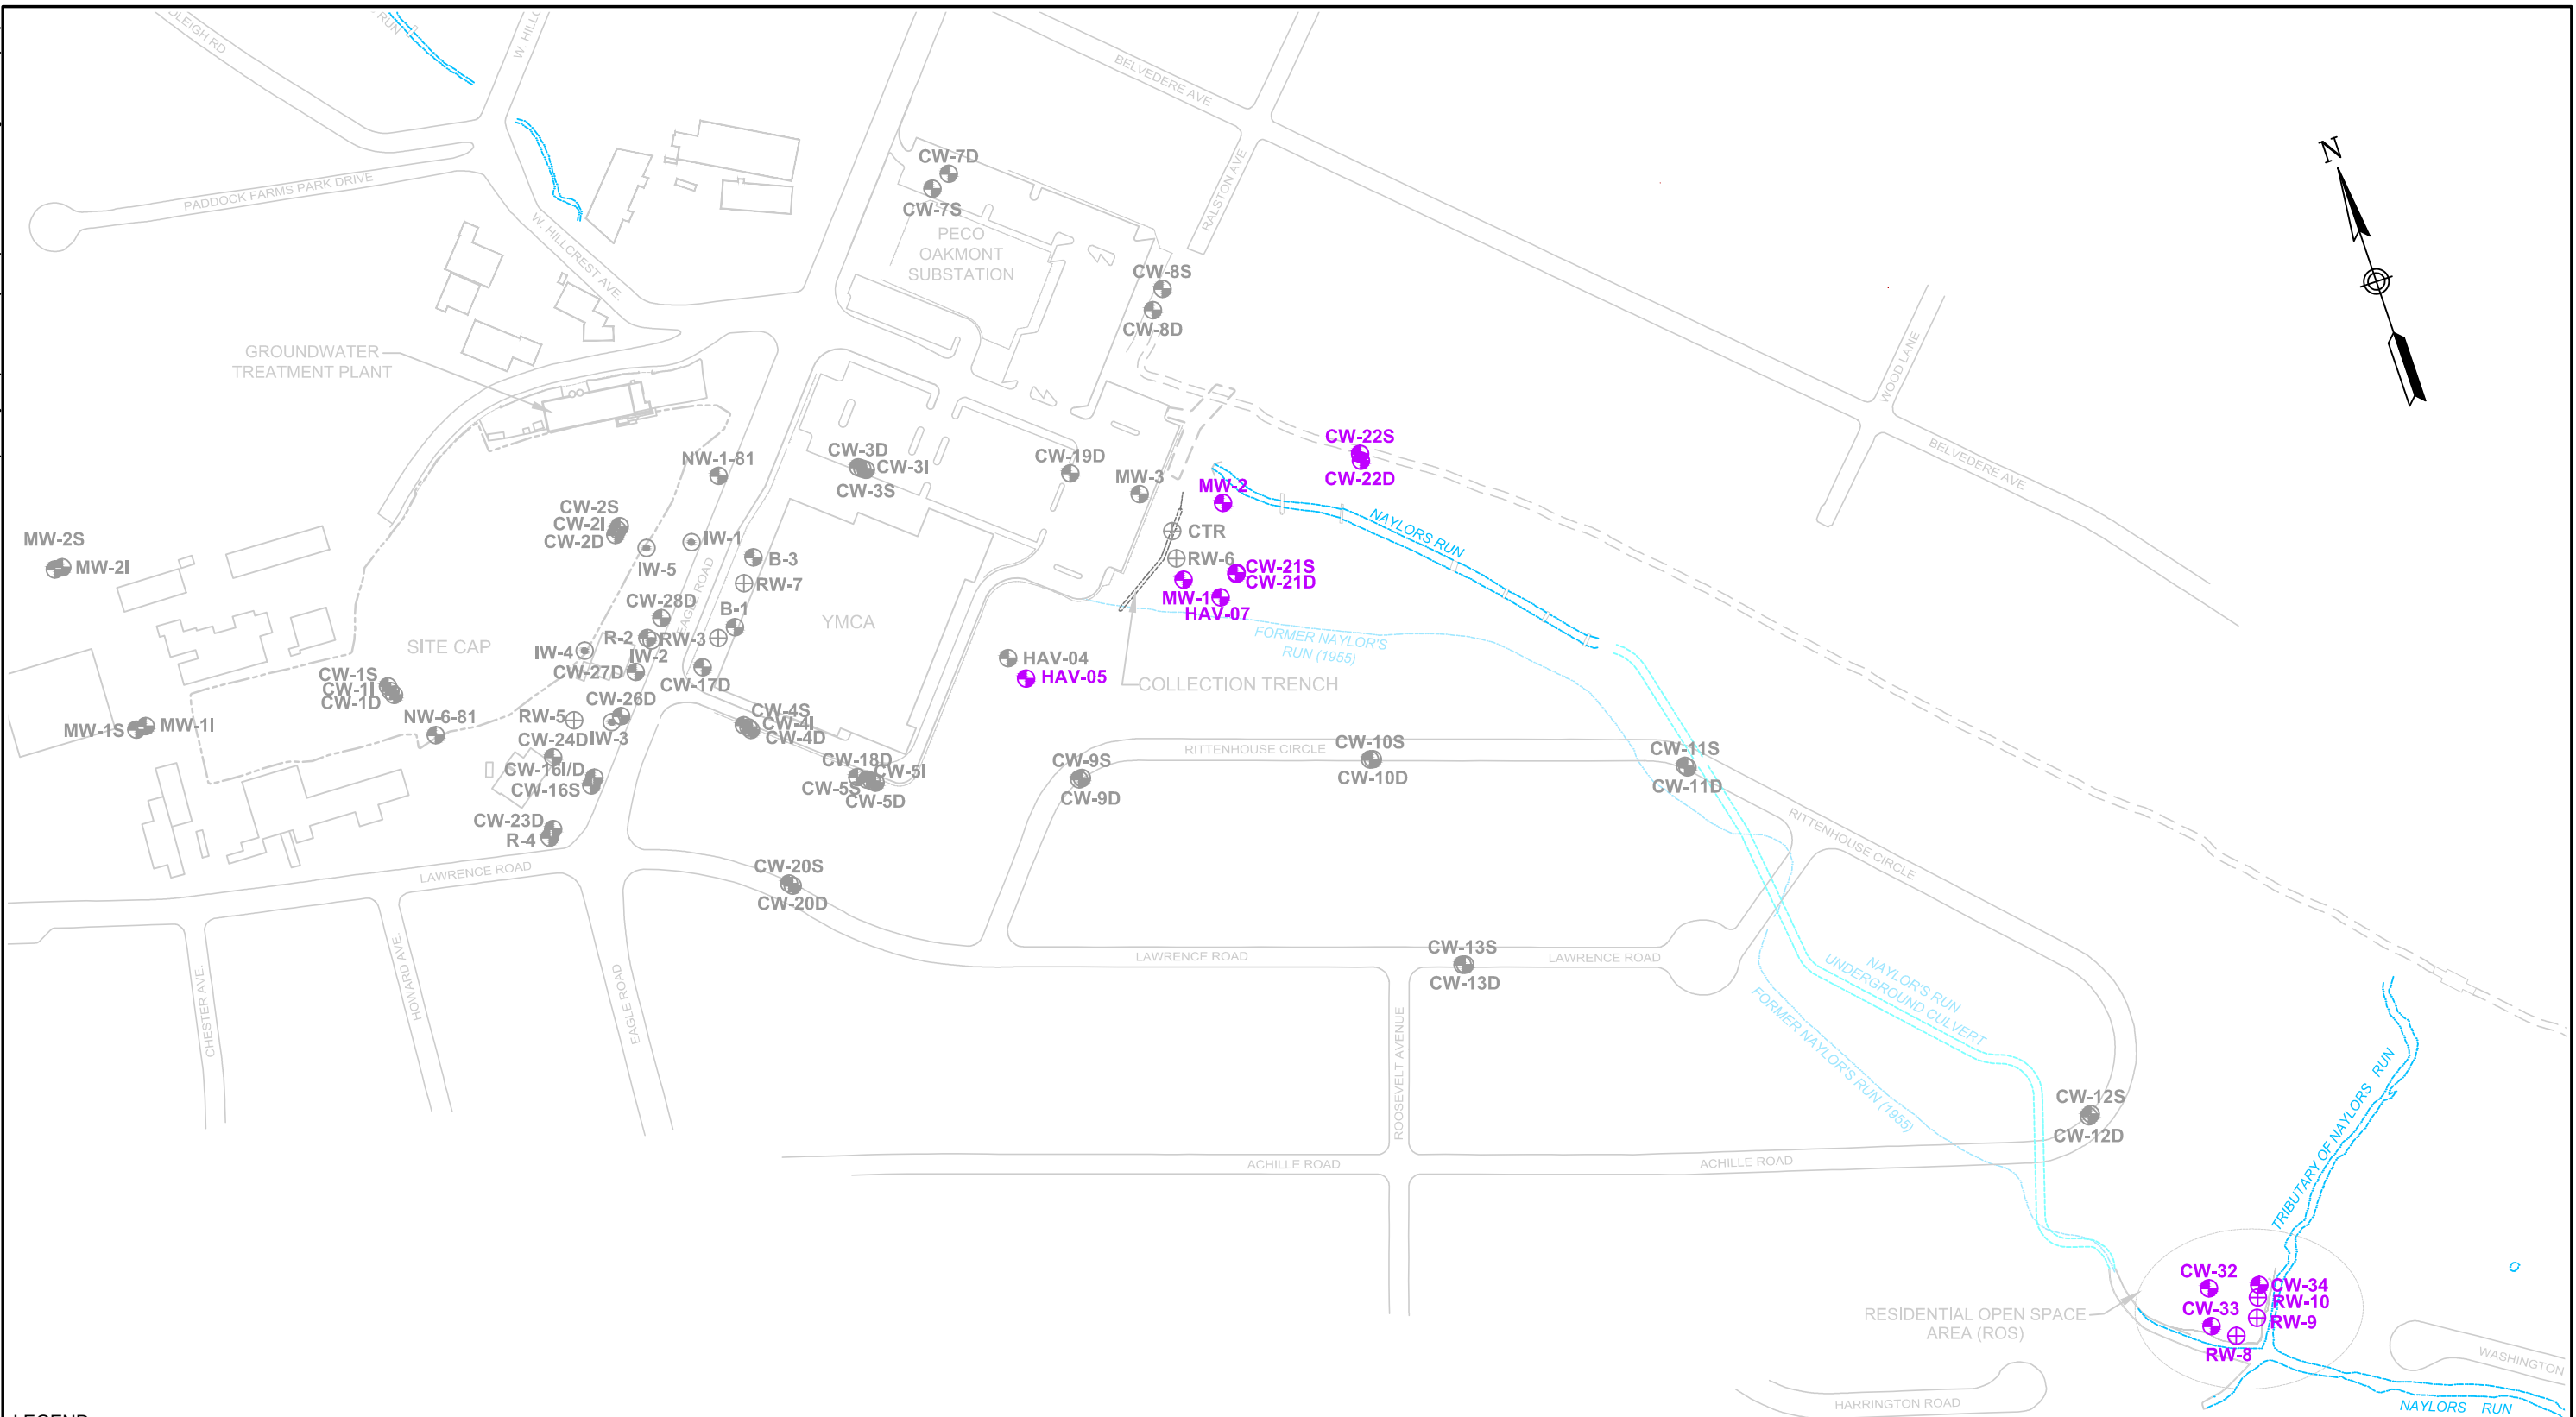 DLEIGH RD
RUN
W. HILLC
BELVEDERE AVE
RALSTON AVE
N
PADDOCK FARMS PARK DRIVE
W. HILLCREST AVE.
CW-7D
CW-7S
PECO
OAKMONT
SUBSTATION
CW-8S
CW-8D
WOOD LANE
BELVEDERE AVE
GROUNDWATER
TREATMENT PLANT
CW-22S
CW-22D
NW-1-81
CW-3D
CW-3I
CW-3S
CW-19D
MW-3
MW-2
NAYLORS RUN
CW-2S
CW-2I
CW-2D
IW-5
IW-1
MW-2S
MW-2I
CTR
RW-6
B-3
RW-7
CW-21S
CW-21D
MW-1
HAV-07
EAGLE ROAD
CW-28D
B-1
R-2
RW-3
IW-2
IW-4
CW-27D
CW-17D
YMCA
SITE CAP
FORMER NAYLOR'S
RUN (1955)
HAV-04
HAV-05
COLLECTION TRENCH
CW-1S
CW-1I
CW-1D
MW-1S
MW-1I
NW-6-81
CW-26D
RW-5
IW-3
CW-24D
CW-16I/D
CW-16S
CW-4S
CW-4I
CW-4D
CW-18D
CW-5I
CW-5S
CW-5D
CW-9S
CW-9D
RITTENHOUSE CIRCLE
CW-10S
CW-10D
CW-11S
CW-11D
RITTENHOUSE CIRCLE
CW-23D
R-4
LAWRENCE ROAD
CW-20S
CW-20D
CHESTER AVE.
HOWARD AVE.
EAGLE ROAD
LAWRENCE ROAD
CW-13S
CW-13D
LAWRENCE ROAD
NAYLOR'S RUN
UNDERGROUND CULVERT
FORMER NAYLOR'S RUN (1955)
ROOSEVELT AVENUE
CW-12S
CW-12D
TRIBUTARY OF NAYLORS RUN
ACHILLE ROAD
ACHILLE ROAD
CW-32
CW-34
RW-10
CW-33
RW-9
RW-8
RESIDENTIAL OPEN SPACE
AREA (ROS)
WASHINGTON
HARRINGTON ROAD
NAYLORS RUN
LEGEND